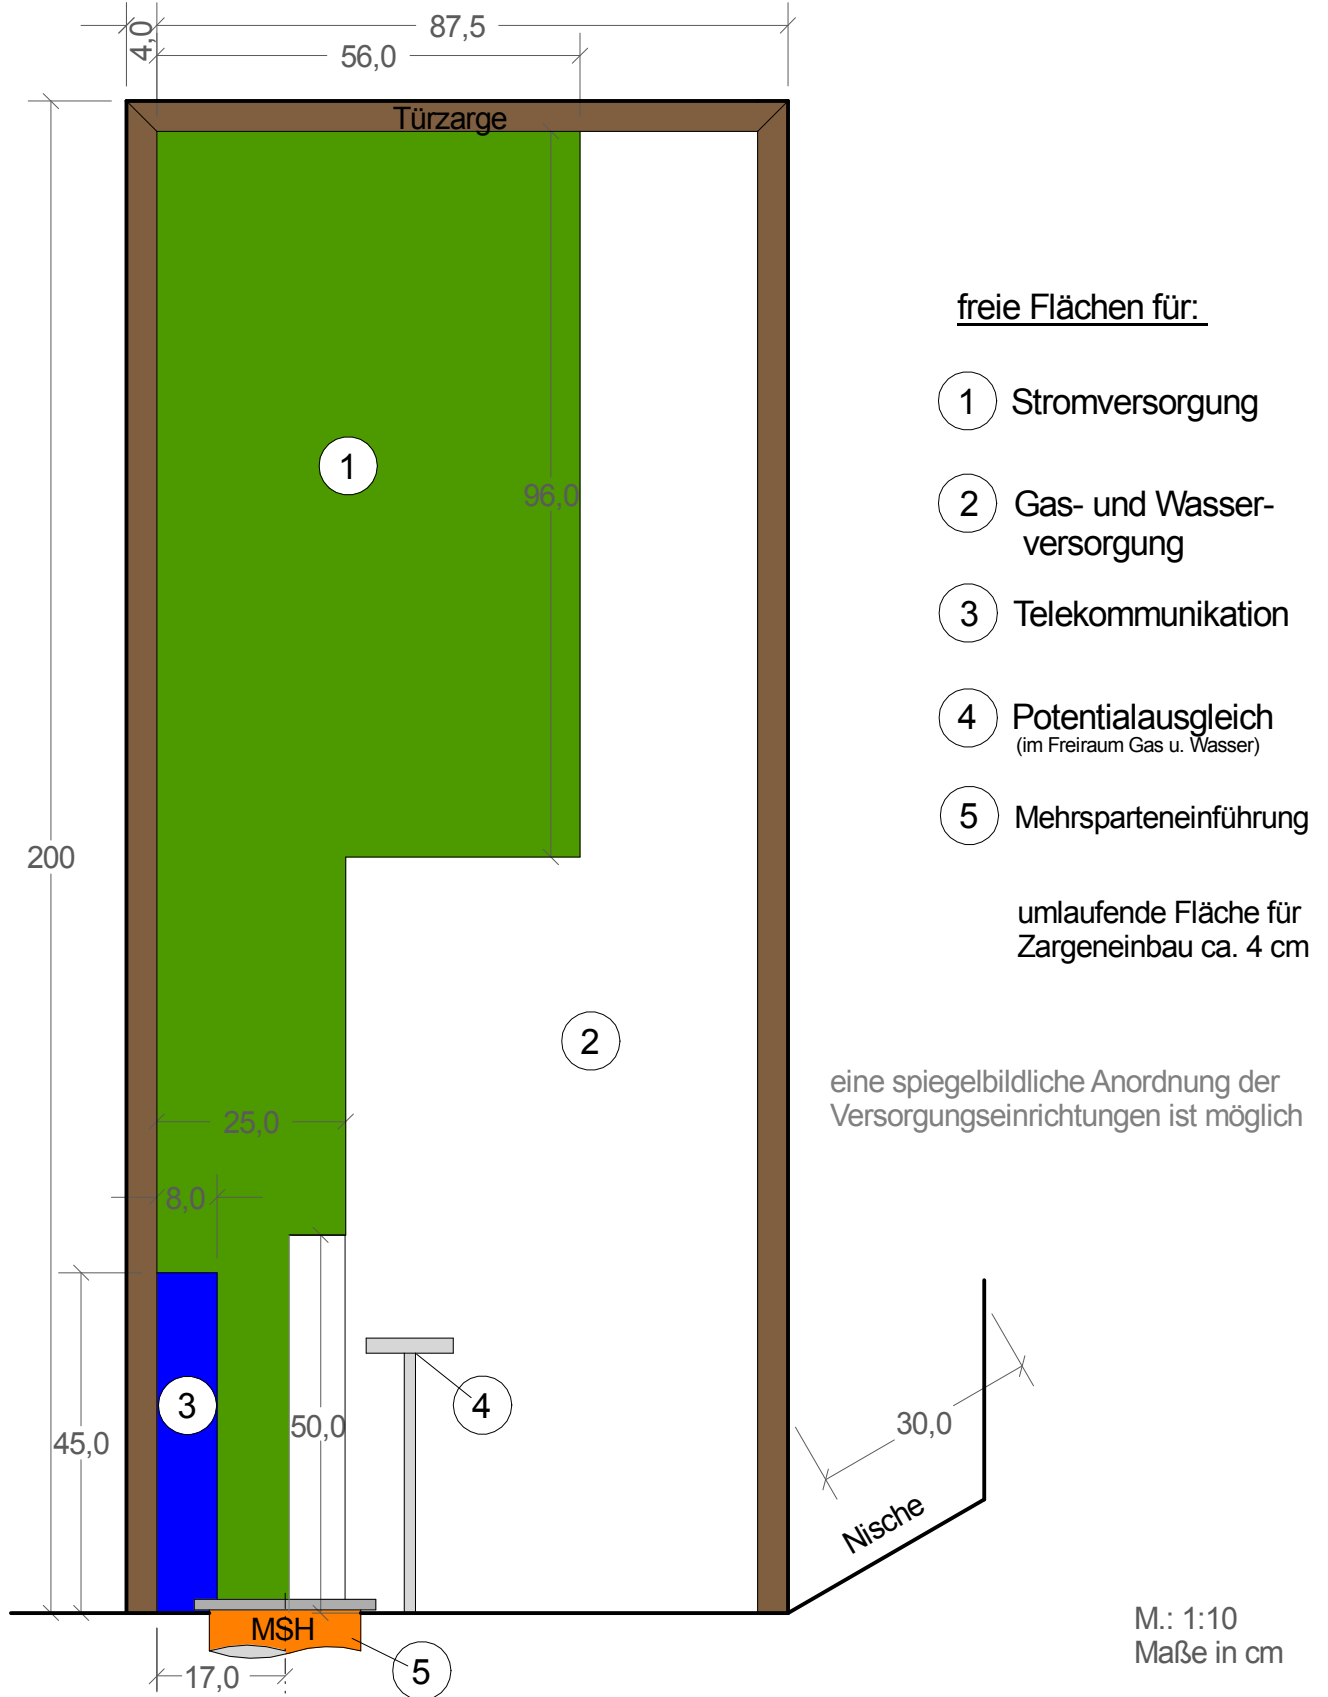 87,5
4,0
56,0
Türzarge
freie Flächen für:
1 Stromversorgung
1
96,0
2 Gas- und Wasser-
versorgung
3 Telekommunikation
4 Potentialausgleich
(im Freiraum Gas u. Wasser)
5 Mehrsparteneinführung
200
umlaufende Fläche für
Zargeneinbau ca. 4 cm
2
eine spiegelbildliche Anordnung der
Versorgungseinrichtungen ist möglich
25,0
8,0
3
4
50,0
45,0
30,0
Nische
MSH
5
17,0
M.: 1:10
Maße in cm